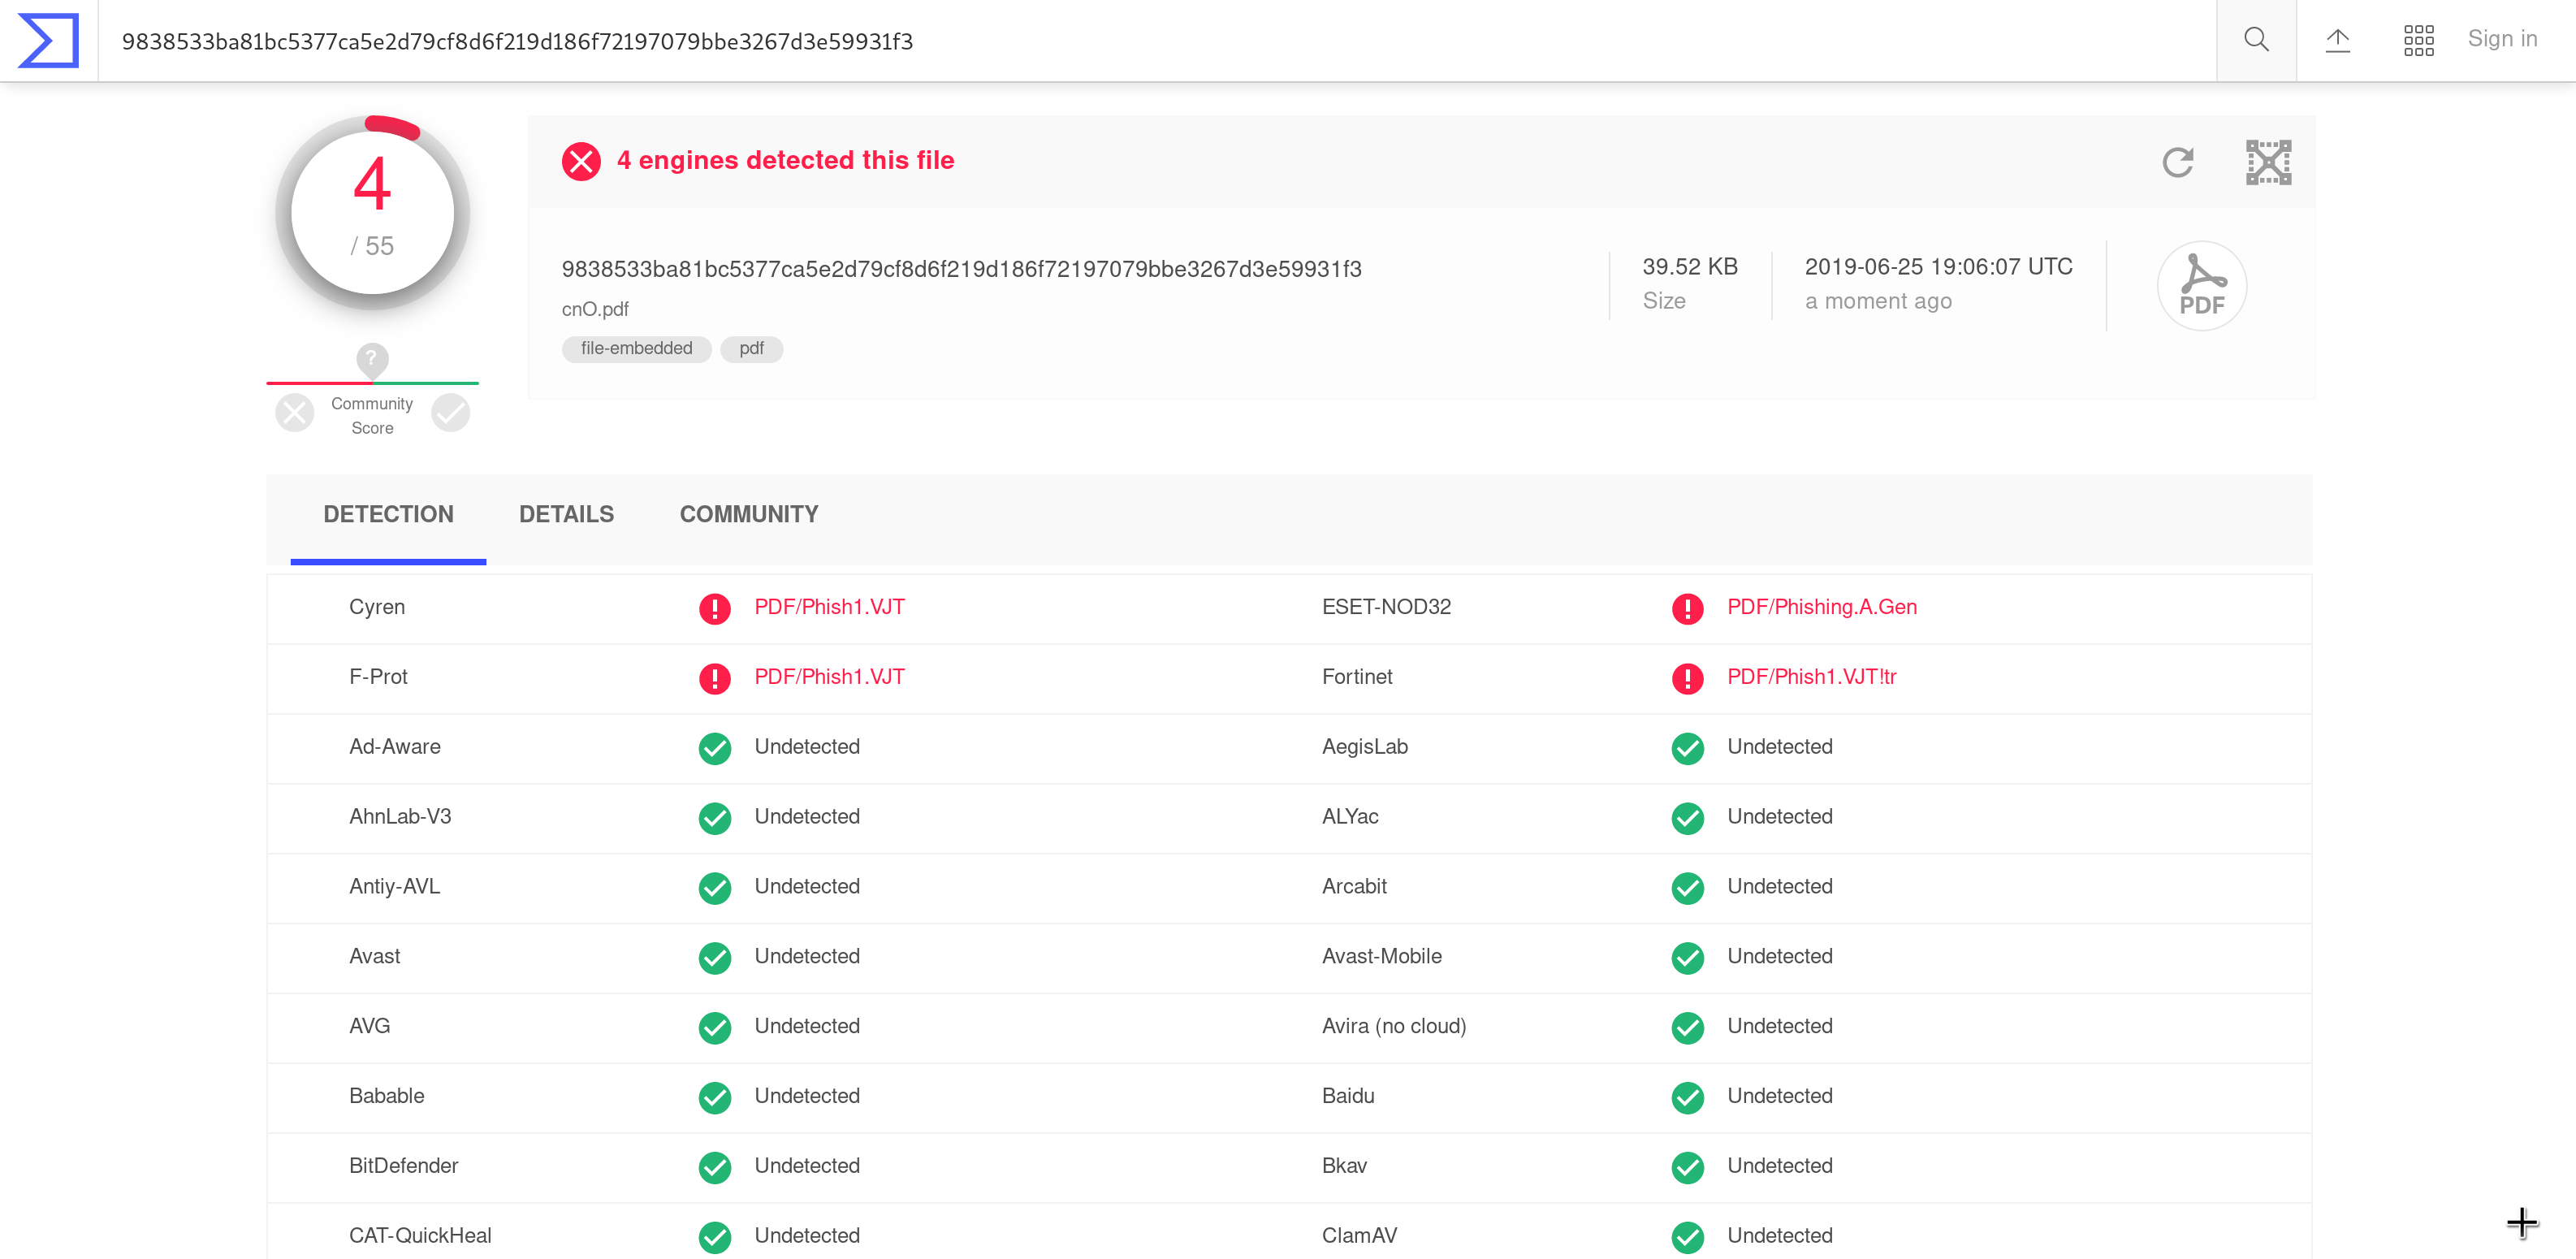 9838533ba81bc5377ca5e2d79cf8d6f219d186f72197079bbe3267d3e59931f3
Sign in
4
/ 55
?
Community
Score
4 engines detected this file
9838533ba81bc5377ca5e2d79cf8d6f219d186f72197079bbe3267d3e59931f3
cnO.pdf
file-embedded pdf
39.52 KB
Size
2019-06-25 19:06:07 UTC
a moment ago
PDF
DETECTION DETAILS COMMUNITY
Cyren PDF/Phish1.VJT ESET-NOD32 PDF/Phishing.A.Gen
F-Prot PDF/Phish1.VJT Fortinet PDF/Phish1.VJT!tr
Ad-Aware Undetected AegisLab Undetected
AhnLab-V3 Undetected ALYac Undetected
Antiy-AVL Undetected Arcabit Undetected
Avast Undetected Avast-Mobile Undetected
AVG Undetected Avira (no cloud) Undetected
Babable Undetected Baidu Undetected
BitDefender Undetected Bkav Undetected
CAT-QuickHeal Undetected ClamAV Undetected